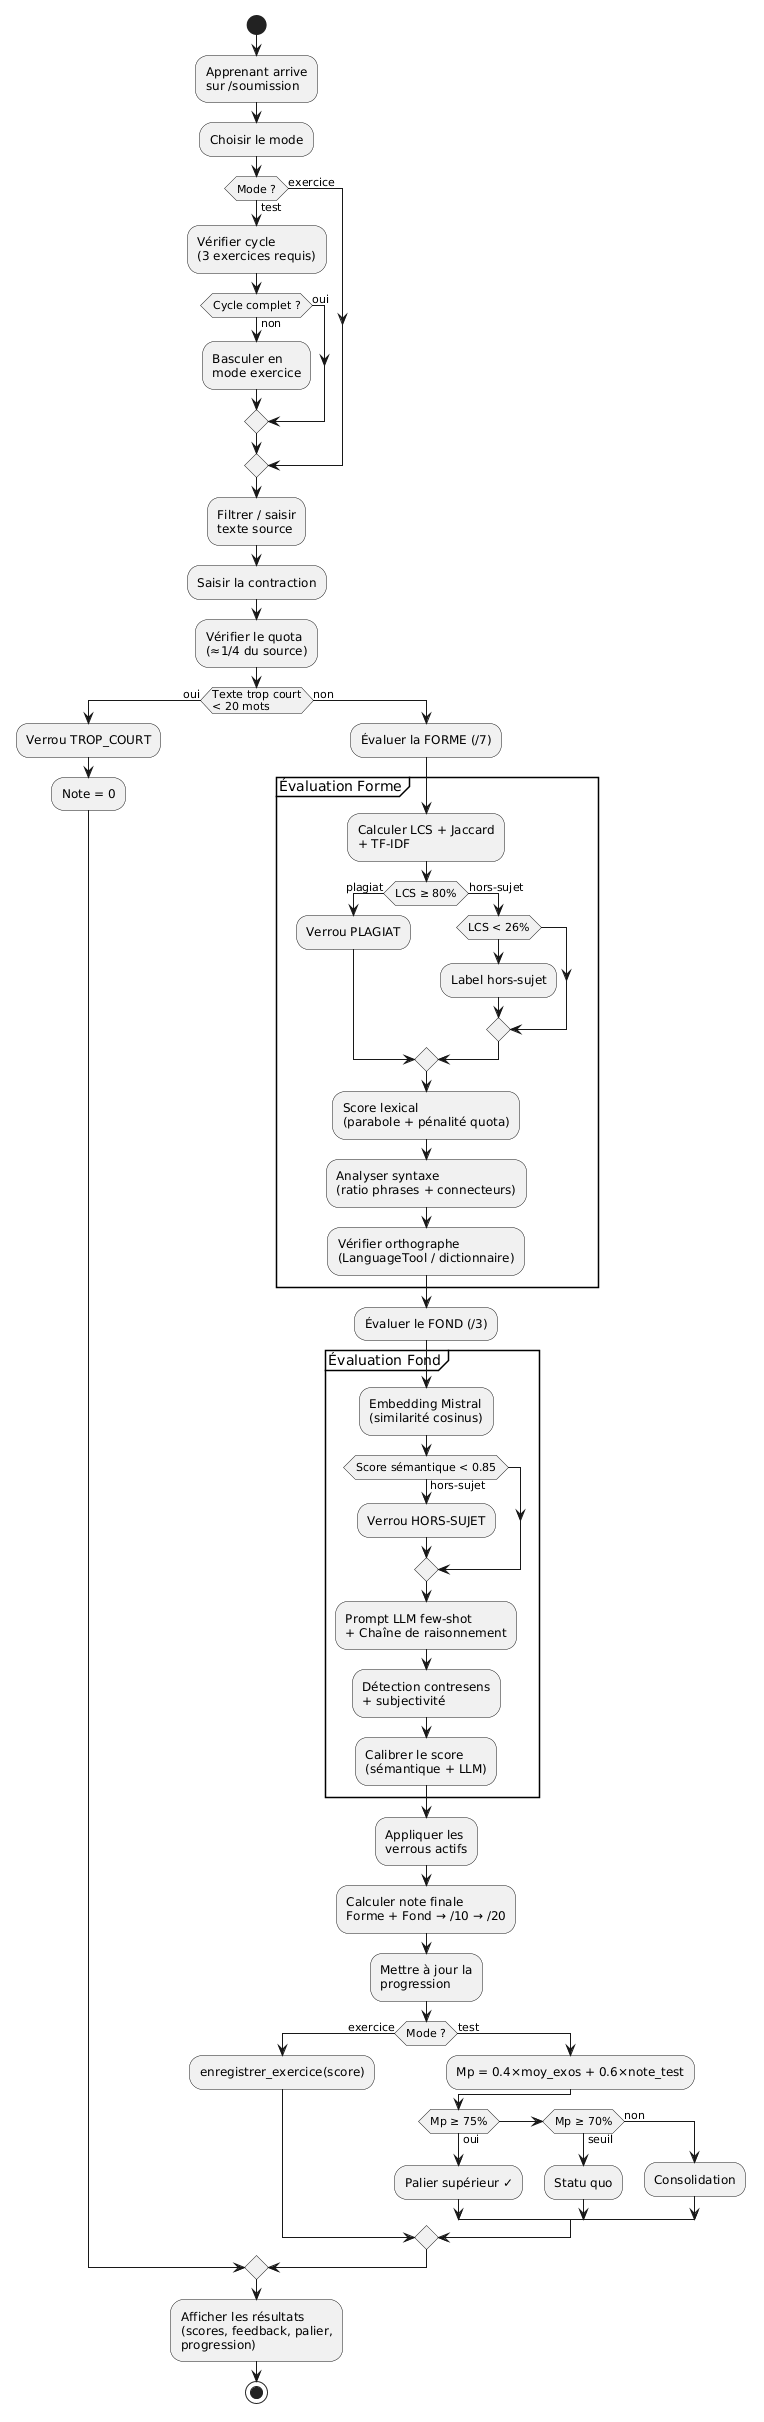 Apprenant arrive
sur /soumission
Choisir le mode
Mode ?
exercice
test
Vérifier cycle
(3 exercices requis)
Cycle complet ?
oui
non
Basculer en
mode exercice
Filtrer / saisir
texte source
Saisir la contraction
Vérifier le quota
(≈1/4 du source)
oui
Texte trop court
< 20 mots
non
Verrou TROP_COURT
Note = 0
Évaluer la FORME (/7)
Évaluation Forme
Calculer LCS + Jaccard
+ TF-IDF
plagiat
LCS ≥ 80%
hors-sujet
Verrou PLAGIAT
LCS < 26%
Label hors-sujet
Score lexical
(parabole + pénalité quota)
Analyser syntaxe
(ratio phrases + connecteurs)
Vérifier orthographe
(LanguageTool / dictionnaire)
Évaluer le FOND (/3)
Évaluation Fond
Embedding Mistral
(similarité cosinus)
Score sémantique < 0.85
hors-sujet
Verrou HORS-SUJET
Prompt LLM few-shot
+ Chaîne de raisonnement
Détection contresens
+ subjectivité
Calibrer le score
(sémantique + LLM)
Appliquer les
verrous actifs
Calculer note finale
Forme + Fond → /10 → /20
Mettre à jour la
progression
exercice
Mode ?
test
enregistrer_exercice(score)
Mp = 0.4×moy_exos + 0.6×note_test
Mp ≥ 75%
oui
Mp ≥ 70%
seuil
non
Palier supérieur ✓
Statu quo
Consolidation
Afficher les résultats
(scores, feedback, palier,
progression)